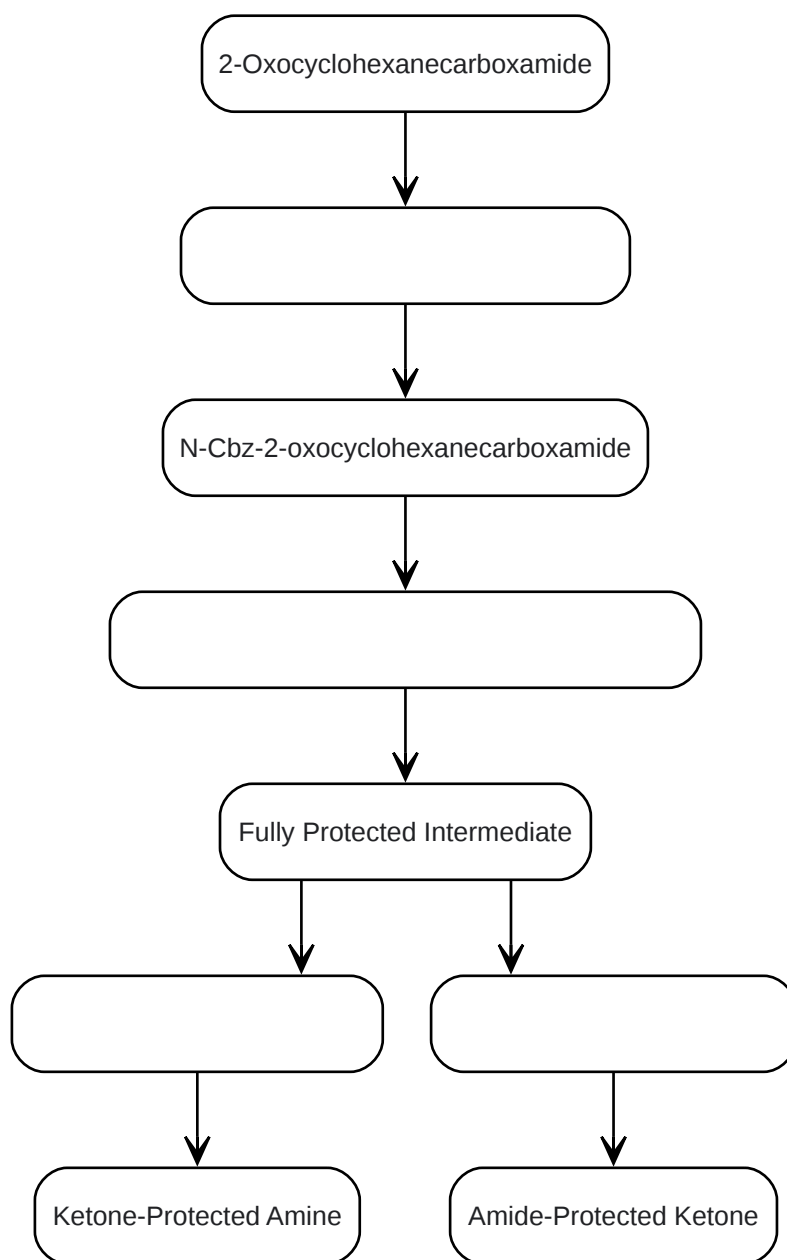 2-Oxocyclohexanecarboxamide
N-Cbz-2-oxocyclohexanecarboxamide
Fully Protected Intermediate
Ketone-Protected Amine
Amide-Protected Ketone